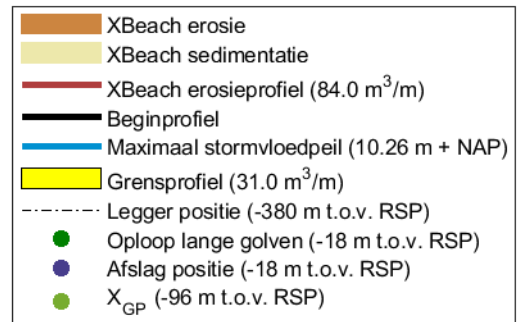 XBeach erosie
XBeach sedimentatie
XBeach erosieprofiel (84.0 m³/m)
Beginprofiel
Maximaal stormvloedpeil (10.26 m + NAP)
Grensprofiel (31.0 m³/m)
Legger positie (-380 m t.o.v. RSP)
Oploop lange golven (-18 m t.o.v. RSP)
Afslag positie (-18 m t.o.v. RSP)
X_GP (-96 m t.o.v. RSP)